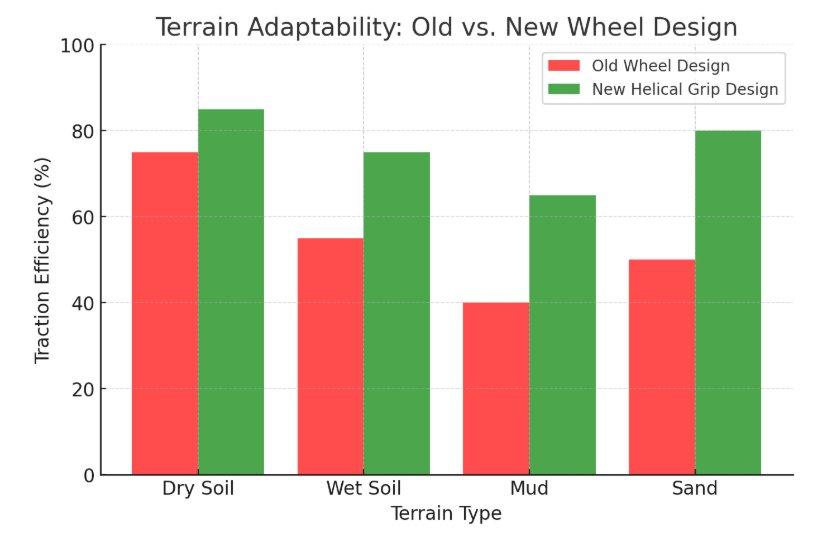 Terrain Adaptability: Old vs. New Wheel Design
Old Wheel Design
New Helical Grip Design
Traction Efficiency (%)
100
80
60
40
20
0
Dry Soil
Wet Soil
Mud
Sand
Terrain Type